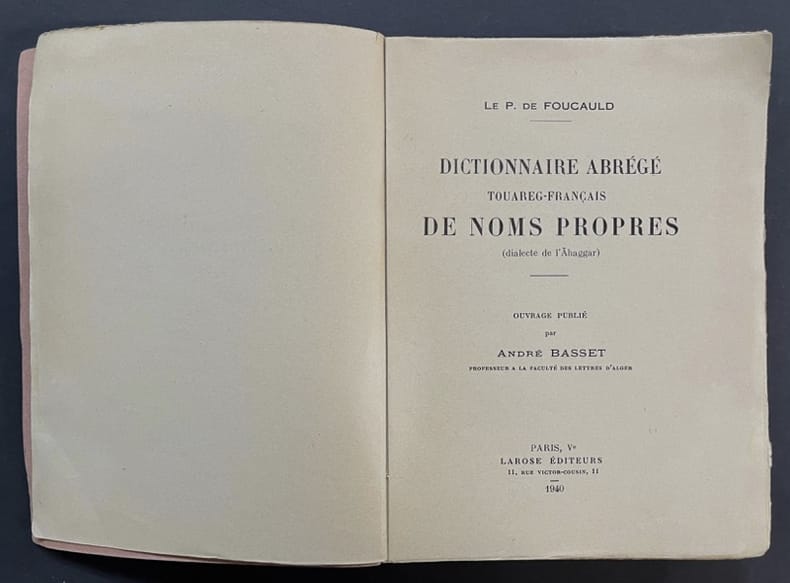 LE P. DE FOUCAULD
DICTIONNAIRE ABRÉGÉ
TOUAREG-FRANÇAIS
DE NOMS PROPRES
(dialecte de l'Ăhaggar)
OUVRAGE PUBLIÉ
par
ANDRÉ BASSET
PROFESSEUR A LA FACULTÉ DES LETTRES D'ALGER
PARIS, Ve
LAROSE ÉDITEURS
11, RUE VICTOR-COUSIN, 11
1940